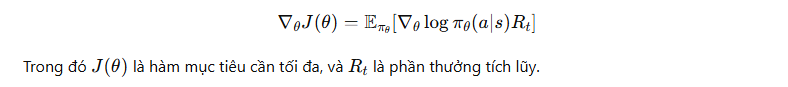 ∇θJ(θ) = 𝔼πθ[∇θ log πθ(a|s)Rt]
Trong đó J(θ) là hàm mục tiêu cần tối đa, và Rt là phần thưởng tích lũy.